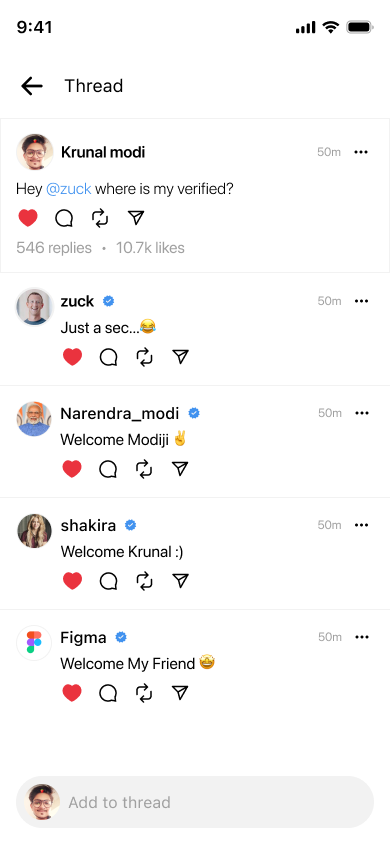 9:41
Thread
Krunal modi 50m
Hey @zuck where is my verified?
546 replies • 10.7k likes
zuck 50m
Just a sec...😂
Narendra_modi 50m
Welcome Modiji ✌️
shakira 50m
Welcome Krunal :)
Figma 50m
Welcome My Friend 🤩
Add to thread